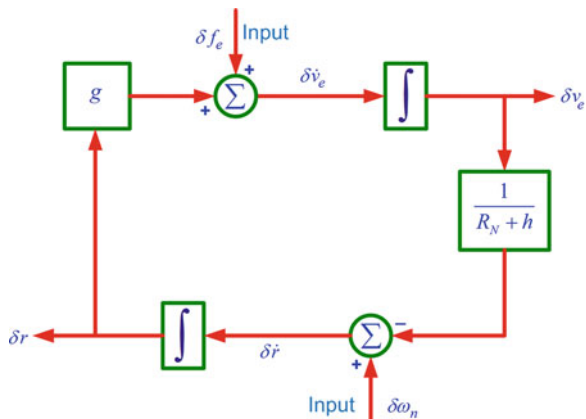 δf_e Input
+
g
+
Σ
δv̇_e
∫
δv_e
1
R_N + h
δr
∫
δṙ
Σ
−
+
Input δω_n